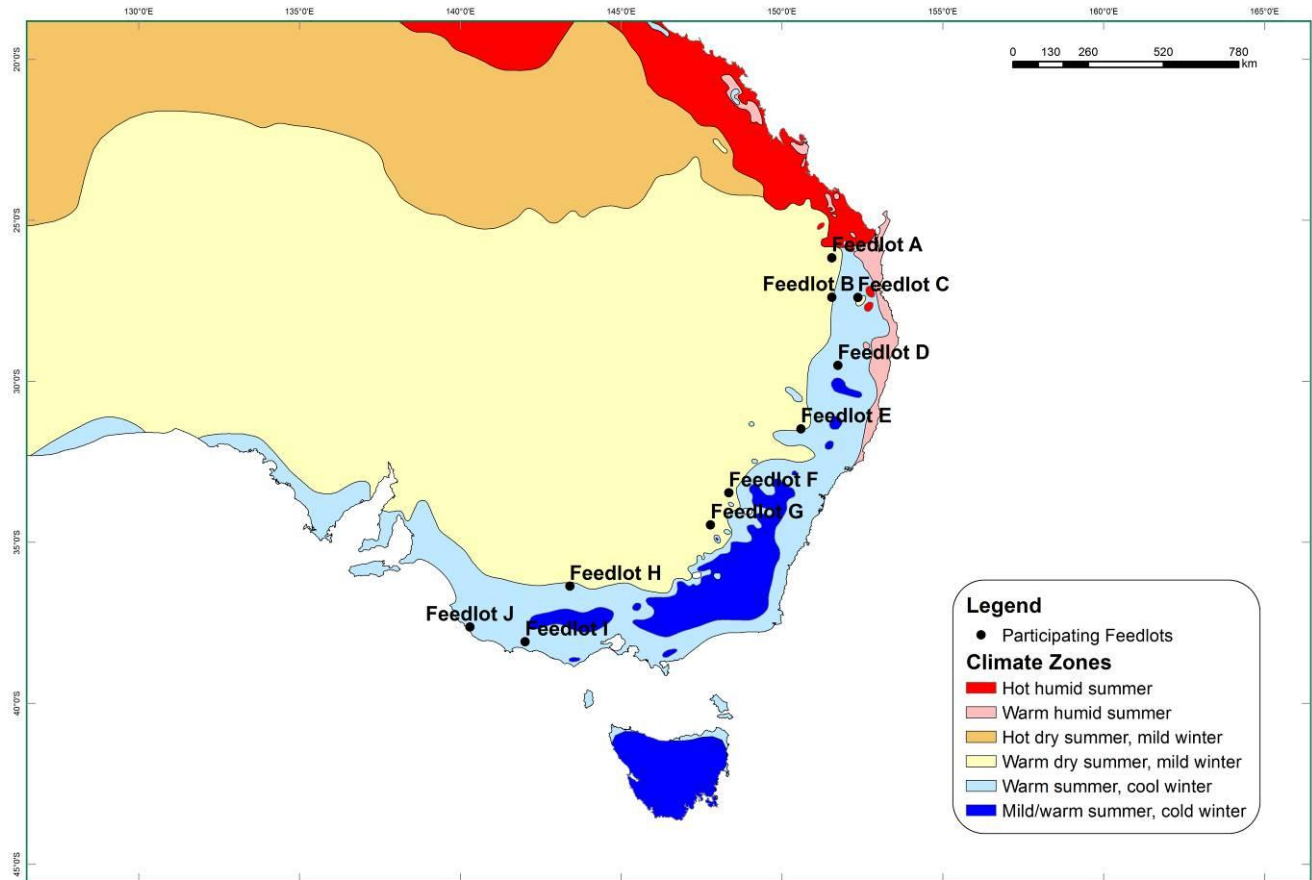 130°0'E 135°0'E 140°0'E 145°0'E 150°0'E 155°0'E 160°0'E 165°0'E
0 130 260 520 780
km
20°0'S
25°0'S
30°0'S
35°0'S
40°0'S
45°0'S
Feedlot A
Feedlot B
Feedlot C
Feedlot D
Feedlot E
Feedlot F
Feedlot G
Feedlot H
Feedlot J
Feedlot I
Legend
Participating Feedlots
Climate Zones
Hot humid summer
Warm humid summer
Hot dry summer, mild winter
Warm dry summer, mild winter
Warm summer, cool winter
Mild/warm summer, cold winter